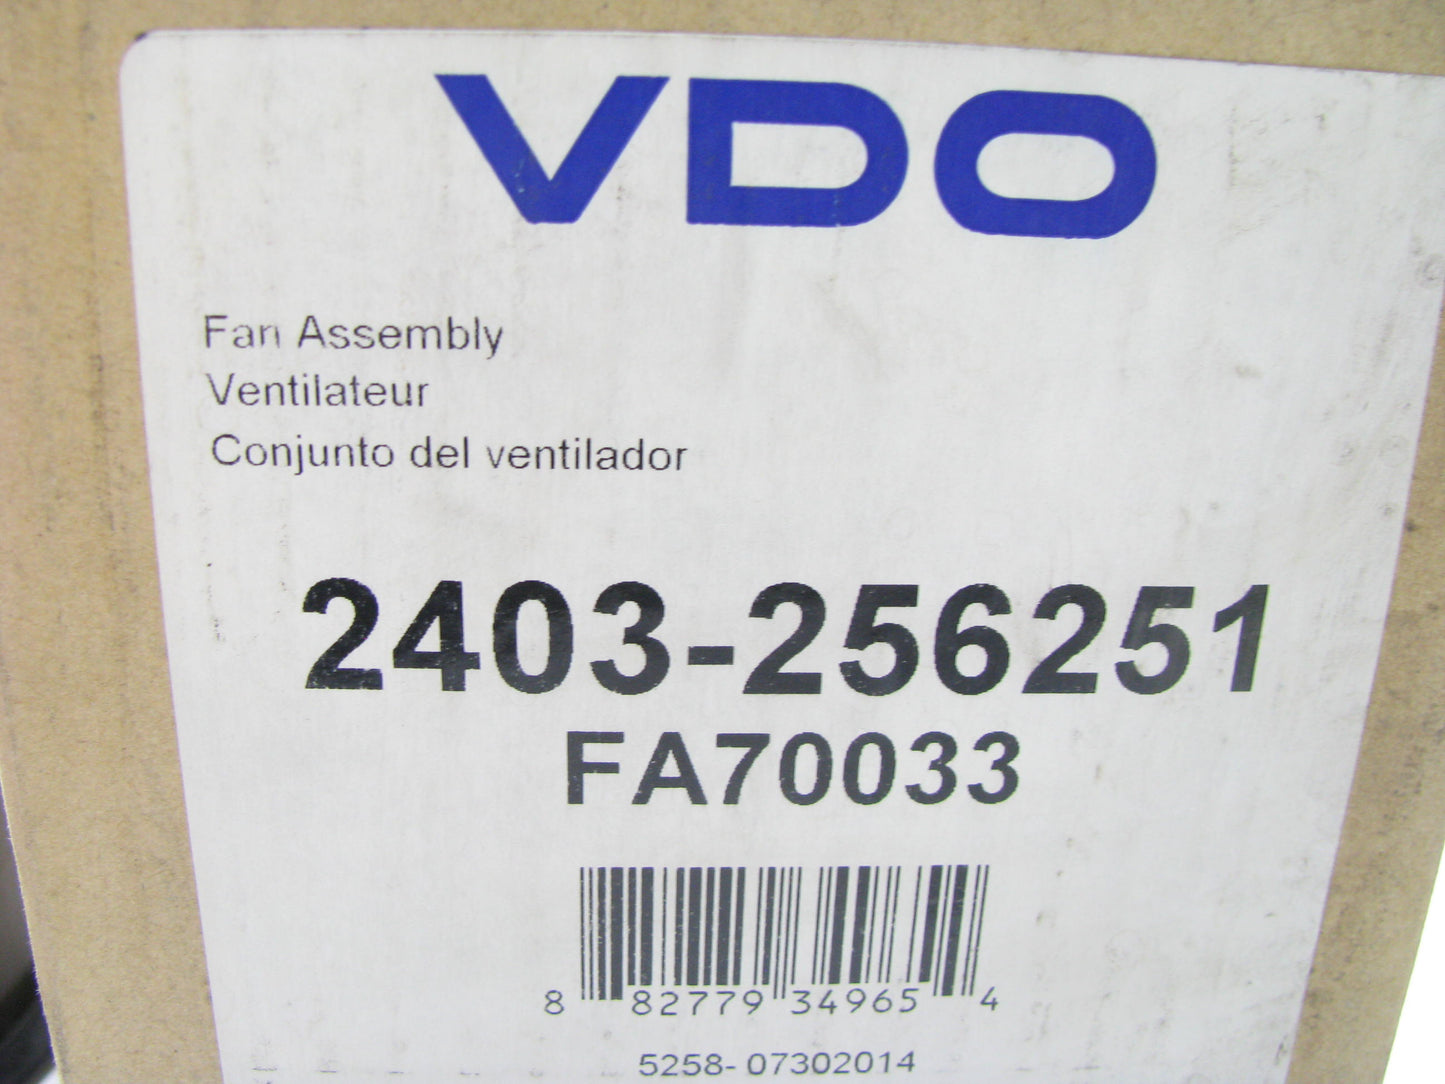 VDO
Fan Assembly
Ventilateur
Conjunto del ventilador
2403-256251
FA70033
8 82779 34965 4
5258- 07302014